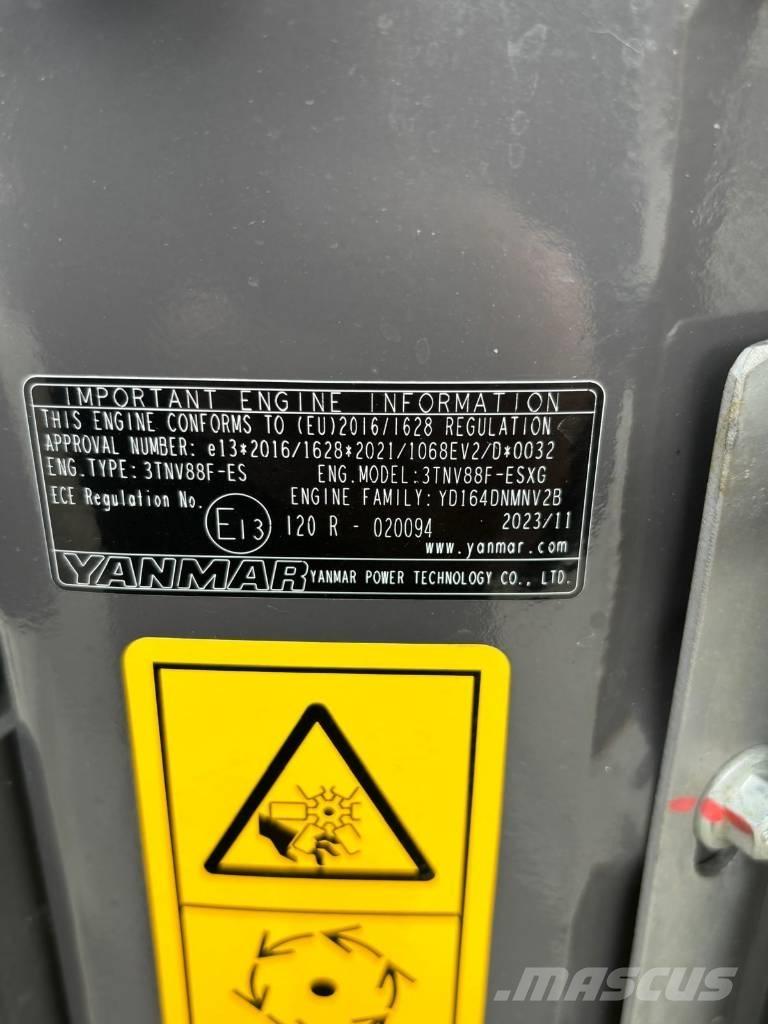 IMPORTANT ENGINE INFORMATION
THIS ENGINE CONFORMS TO (EU)2016/1628 REGULATION
APPROVAL NUMBER: e13*2016/1628*2021/1068EV2/D*0032
ENG.TYPE: 3TNV88F-ES ENG.MODEL: 3TNV88F-ESXG
ECE Regulation No. ENGINE FAMILY: YD164DNMNV2B
E13 120 R - 020094 2023/11
www.yanmar.com
YANMAR YANMAR POWER TECHNOLOGY CO., LTD.
MASCUS